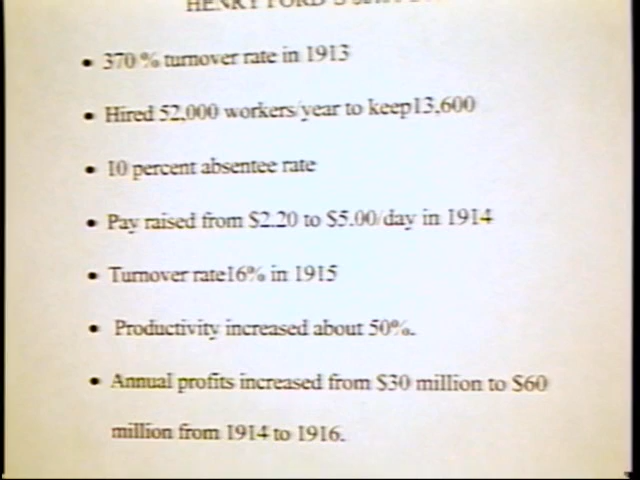 HENRY FORD'S
• 370 % turnover rate in 1913
• Hired 52,000 workers/year to keep13,600
• 10 percent absentee rate
• Pay raised from $2.20 to $5.00/day in 1914
• Turnover rate16% in 1915
• Productivity increased about 50%.
• Annual profits increased from $30 million to $60
million from 1914 to 1916.